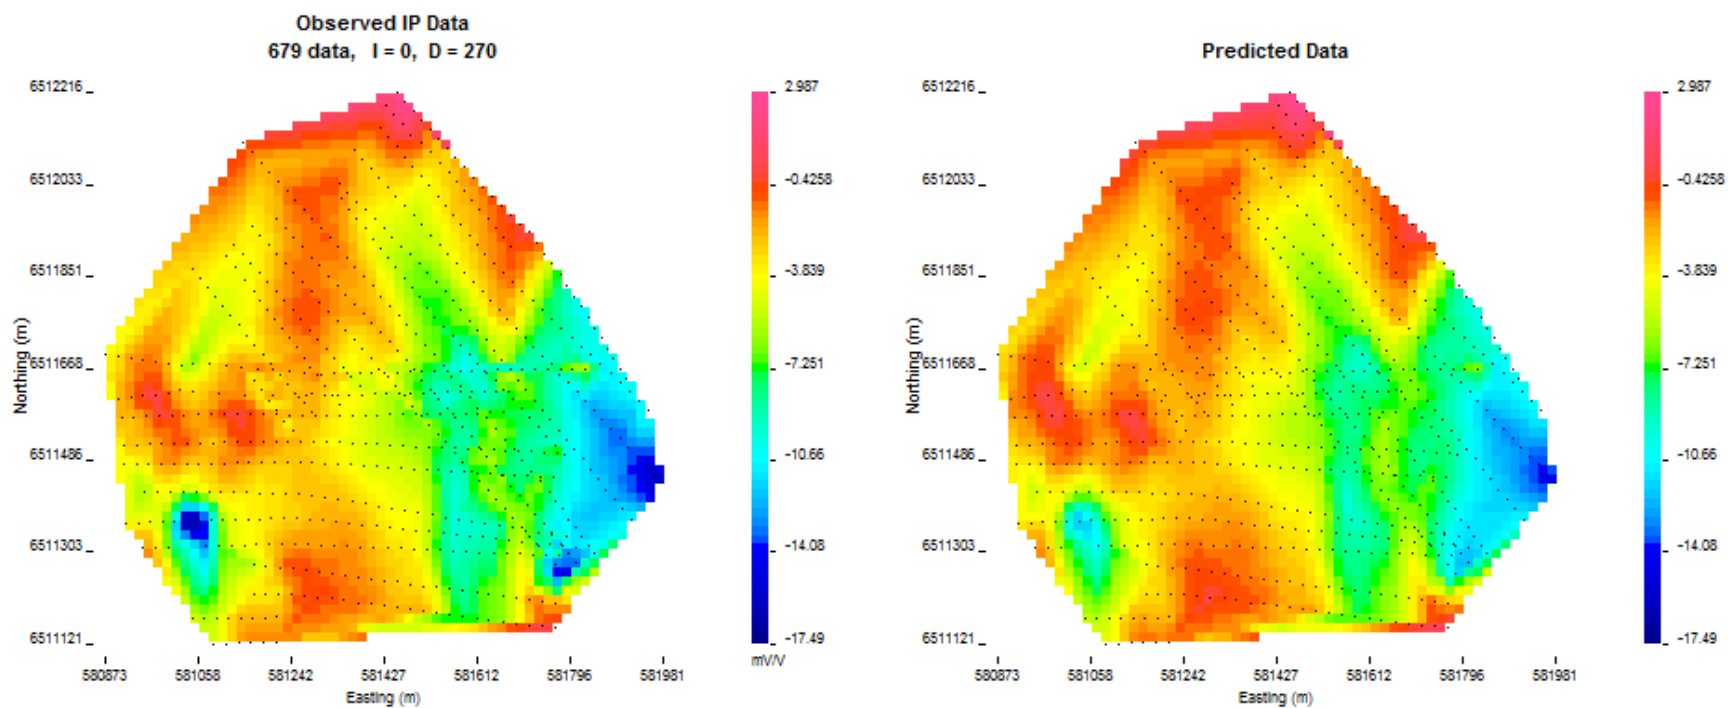 Observed IP Data
679 data, I = 0, D = 270
6512216
6512033
6511851
6511668
6511486
6511303
6511121
Northing (m)
580873 581058 581242 581427 581612 581796 581981
Easting (m)
2.987
-0.4258
-3.839
-7.251
-10.66
-14.08
-17.49
mV/V
Predicted Data
6512216
6512033
6511851
6511668
6511486
6511303
6511121
Northing (m)
580873 581058 581242 581427 581612 581796 581981
Easting (m)
2.987
-0.4258
-3.839
-7.251
-10.66
-14.08
-17.49